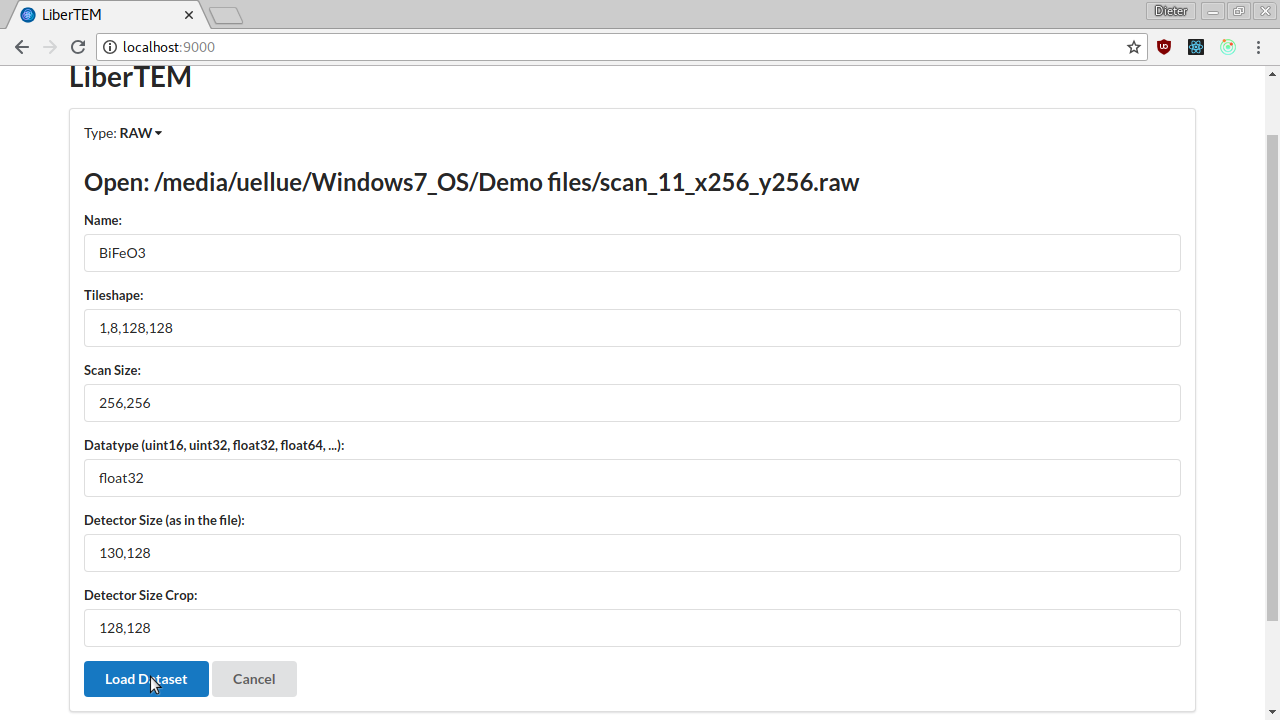 LiberTEM
Dieter
localhost:9000
LiberTEM
Type: RAW
Open: /media/uellue/Windows7_OS/Demo files/scan_11_x256_y256.raw
Name:
BiFeO3
Tileshape:
1,8,128,128
Scan Size:
256,256
Datatype (uint16, uint32, float32, float64, ...):
float32
Detector Size (as in the file):
130,128
Detector Size Crop:
128,128
Load Dataset Cancel